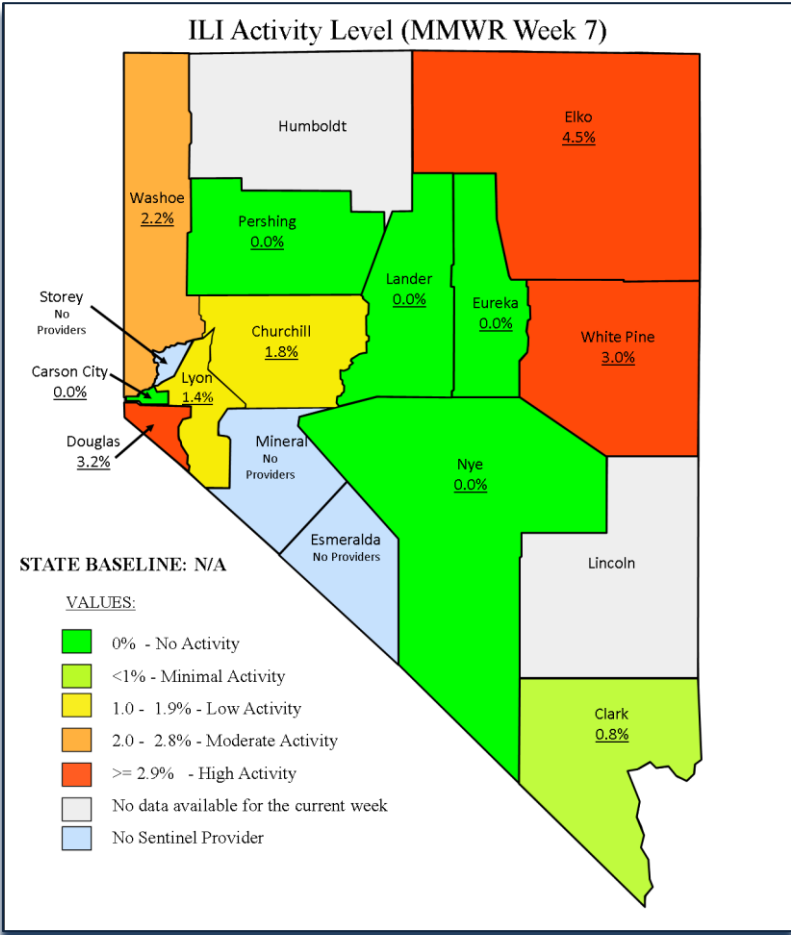 ILI Activity Level (MMWR Week 7)
Humboldt
Elko
4.5%
Washoe
2.2%
Pershing
0.0%
Lander
0.0%
Eureka
0.0%
Storey
No
Providers
Churchill
1.8%
White Pine
3.0%
Carson City
0.0%
Lyon
1.4%
Douglas
3.2%
Mineral
No
Providers
Nye
0.0%
Esmeralda
No Providers
Lincoln
Clark
0.8%
STATE BASELINE: N/A
VALUES:
0% - No Activity
<1% - Minimal Activity
1.0 - 1.9% - Low Activity
2.0 - 2.8% - Moderate Activity
>= 2.9% - High Activity
No data available for the current week
No Sentinel Provider